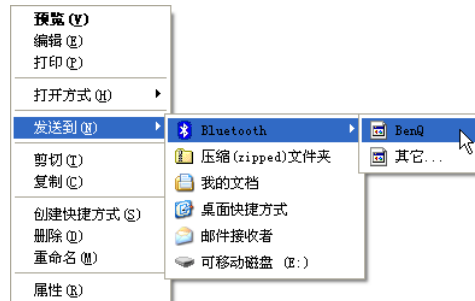 预览(V)
编辑(E)
打印(P)
打开方式(H)
发送到(N)
剪切(T)
复制(C)
创建快捷方式(S)
删除(D)
重命名(M)
属性(R)
Bluetooth
压缩(zipped)文件夹
我的文档
桌面快捷方式
邮件接收者
可移动磁盘 (E:)
BenQ
其它...